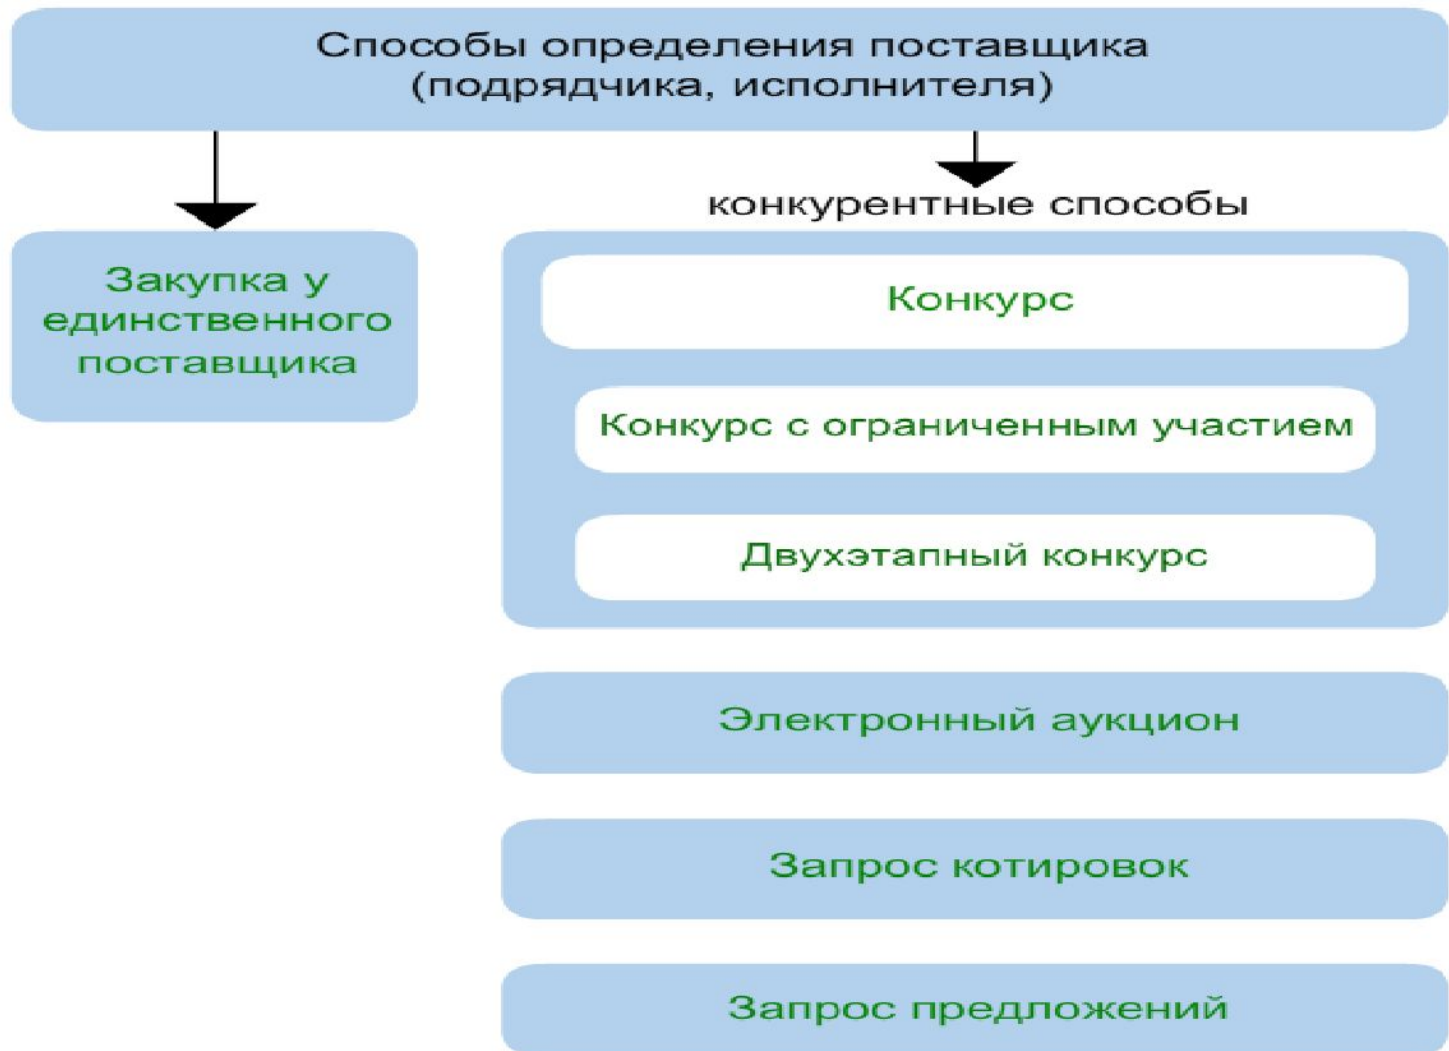 Способы определения поставщика
(подрядчика, исполнителя)
конкурентные способы
Закупка у
единственного
поставщика
Конкурс
Конкурс с ограниченным участием
Двухэтапный конкурс
Электронный аукцион
Запрос котировок
Запрос предложений